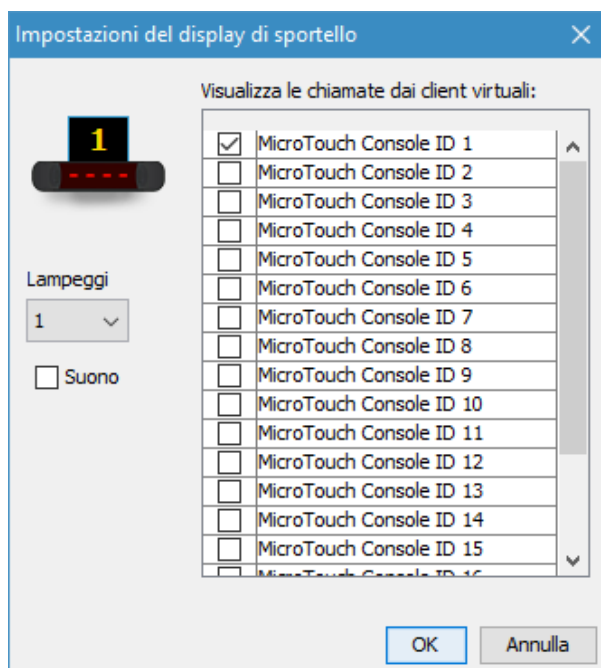 Impostazioni del display di sportello
Visualizza le chiamate dai client virtuali:
1
MicroTouch Console ID 1
MicroTouch Console ID 2
MicroTouch Console ID 3
MicroTouch Console ID 4
MicroTouch Console ID 5
MicroTouch Console ID 6
MicroTouch Console ID 7
MicroTouch Console ID 8
MicroTouch Console ID 9
MicroTouch Console ID 10
MicroTouch Console ID 11
MicroTouch Console ID 12
MicroTouch Console ID 13
MicroTouch Console ID 14
MicroTouch Console ID 15
MicroTouch Console ID 16
Lampeggi
1
Suono
OK
Annulla